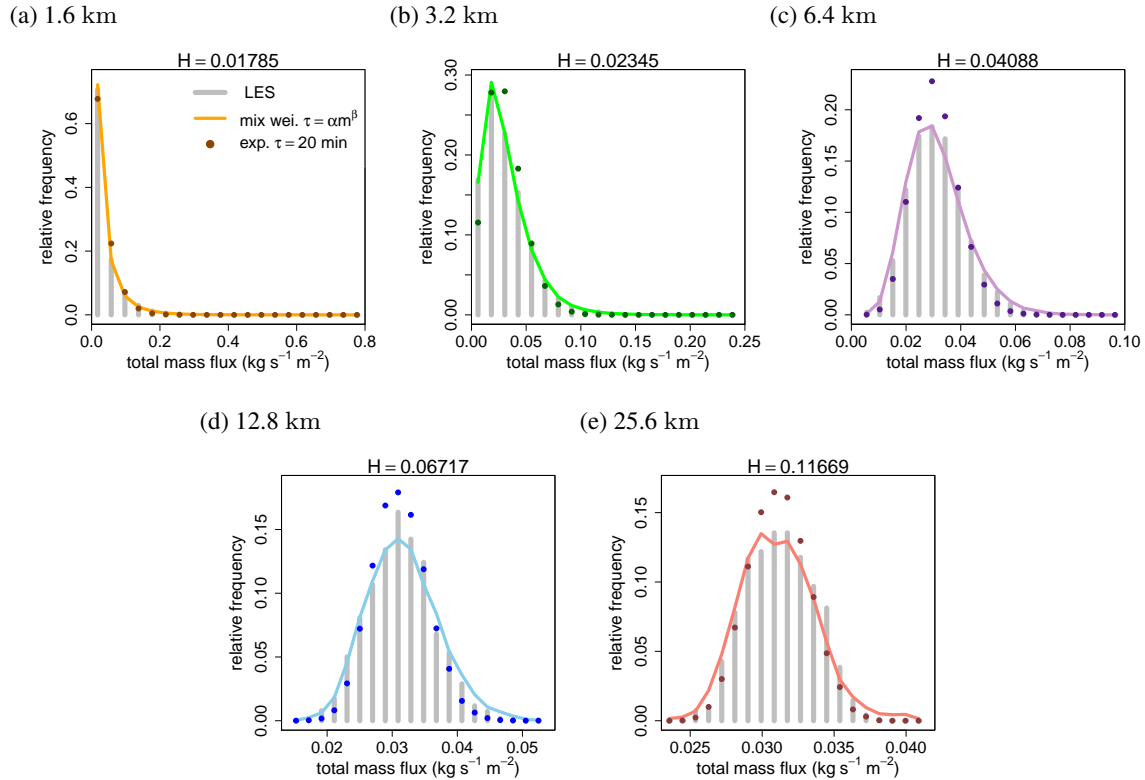 (a) 1.6 km
H = 0.01785
relative frequency
0.0 0.2 0.4 0.6
LES
mix wei. τ = αm^β
exp. τ = 20 min
0.0 0.2 0.4 0.6 0.8
total mass flux (kg s⁻¹ m⁻²)
(b) 3.2 km
H = 0.02345
relative frequency
0.00 0.10 0.20 0.30
0.00 0.05 0.10 0.15 0.20 0.25
total mass flux (kg s⁻¹ m⁻²)
(c) 6.4 km
H = 0.04088
relative frequency
0.00 0.05 0.10 0.15 0.20
0.00 0.02 0.04 0.06 0.08 0.10
total mass flux (kg s⁻¹ m⁻²)
(d) 12.8 km
H = 0.06717
relative frequency
0.00 0.05 0.10 0.15
0.02 0.03 0.04 0.05
total mass flux (kg s⁻¹ m⁻²)
(e) 25.6 km
H = 0.11669
relative frequency
0.00 0.05 0.10 0.15
0.025 0.030 0.035 0.040
total mass flux (kg s⁻¹ m⁻²)